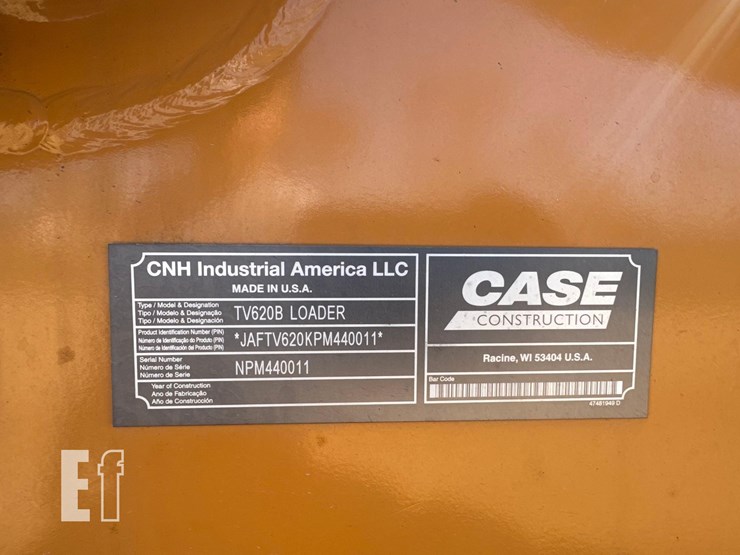 CNH Industrial America LLC
MADE IN U.S.A.
Type / Model & Designation
Tipo / Modelo & Designação
Tipo / Modelo & Designación
TV620B LOADER
Product Identification Number (PIN)
Número de Identificação do Produto (PIN)
Número de Identificación del Producto (PIN)
*JAFTV620KPM440011*
Serial Number
Número de Série
Número de Serie
NPM440011
Year of Construction
Ano de Fabricação
Año de Construcción
CASE
CONSTRUCTION
Racine, WI 53404 U.S.A.
Bar Code
47481949 D
Ef